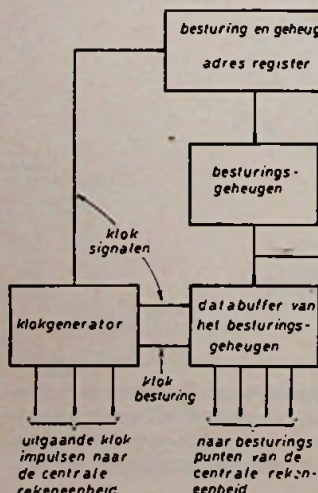 besturing en geheug
adres register
besturings-
geheugen
klok
signalen
klokgenerator
databuffer van
het besturings-
geheugen
klok
besturing
uitgaande klok
impulsen naar
de centrale
rekeneenheid
naar besturings
punten van de
centrale reken-
eenheid